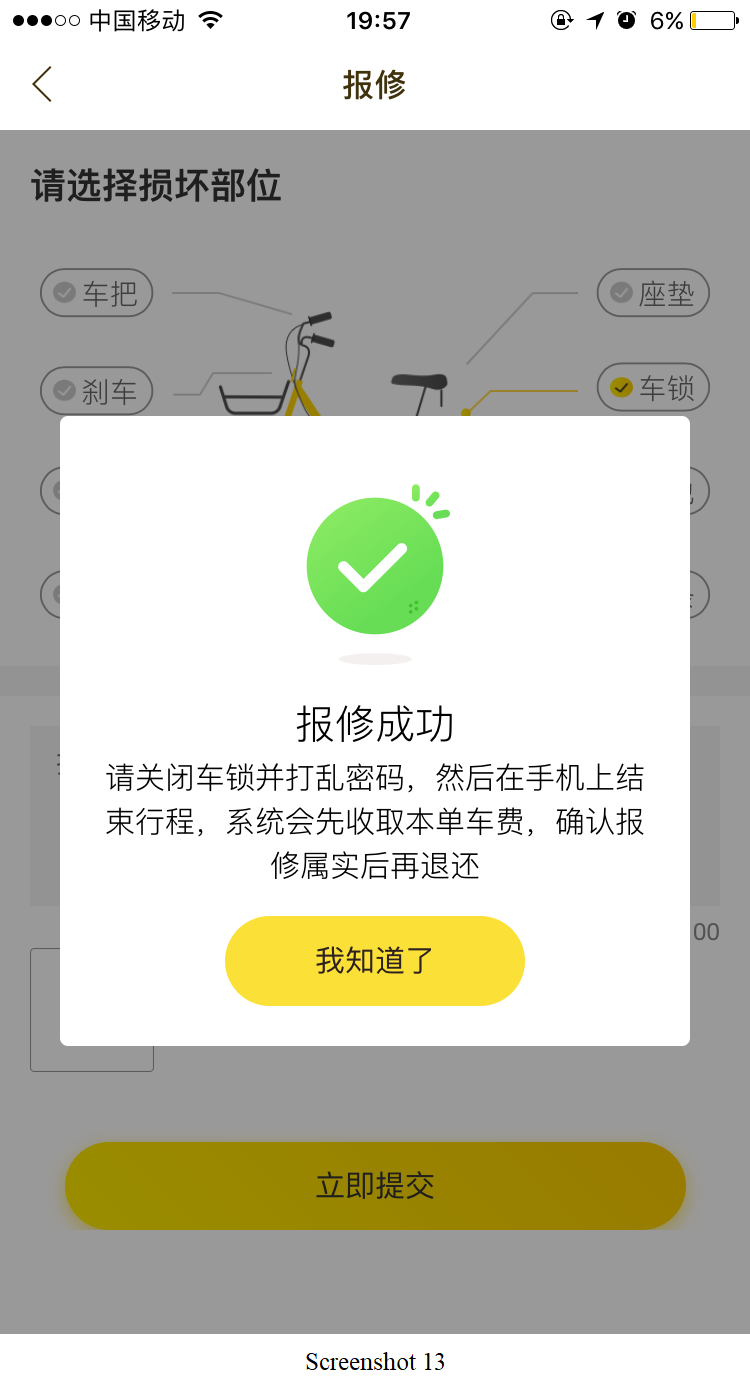 中国移动 19:57 6%
报修
请选择损坏部位
车把
座垫
刹车
车锁
报修成功
请关闭车锁并打乱密码，然后在手机上结
束行程，系统会先收取本单车费，确认报
修属实后再退还
00
我知道了
立即提交
Screenshot 13